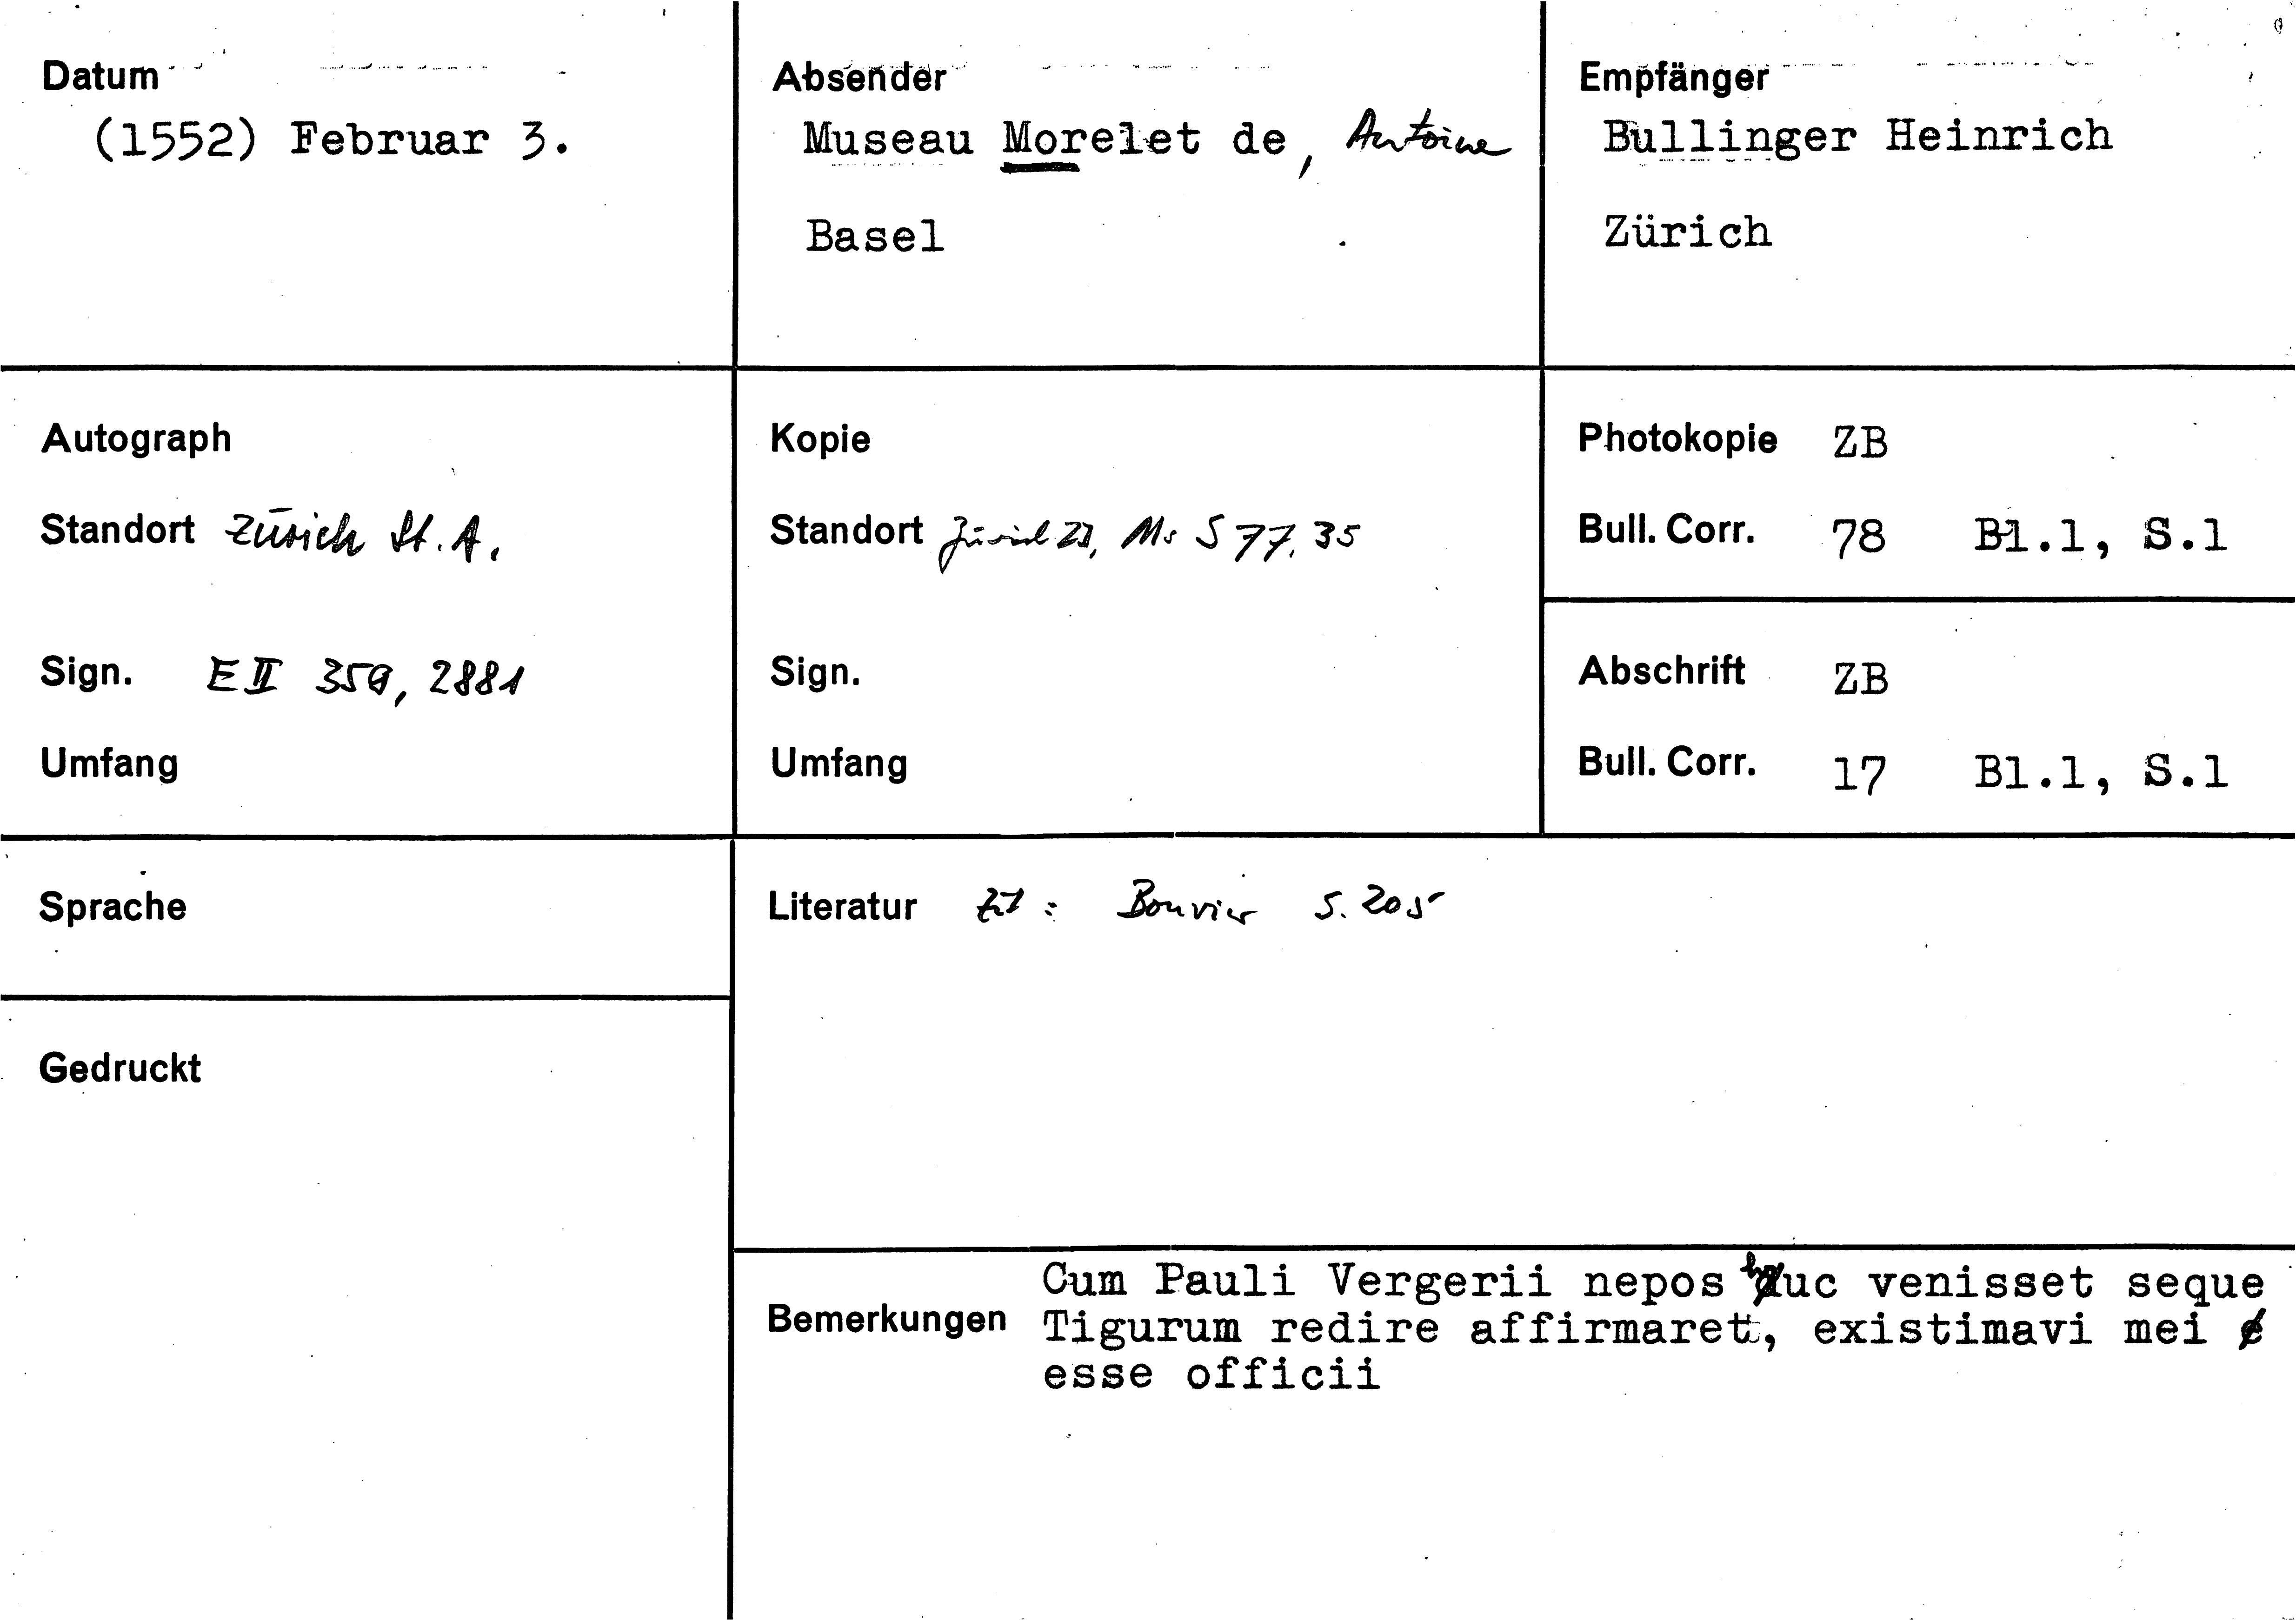 Datum
(1552) Februar 3.
Absender
Museau Morelet de, Antoine
Basel
Empfänger
Bullinger Heinrich
Zürich
Autograph
Standort Zürich St.A.
Sign. E II 359, 2881
Umfang
Kopie
Standort Zürich ZB, Ms S 77, 35
Sign.
Umfang
Photokopie ZB
Bull. Corr. 78 Bl.1, S.1
Abschrift ZB
Bull. Corr. 17 Bl.1, S.1
Sprache
Gedruckt
Literatur : Bouvier S. 205
Bemerkungen
Cum Pauli Vergerii nepos huc venisset seque
Tigurum redire affirmaret, existimavi mei
esse officii